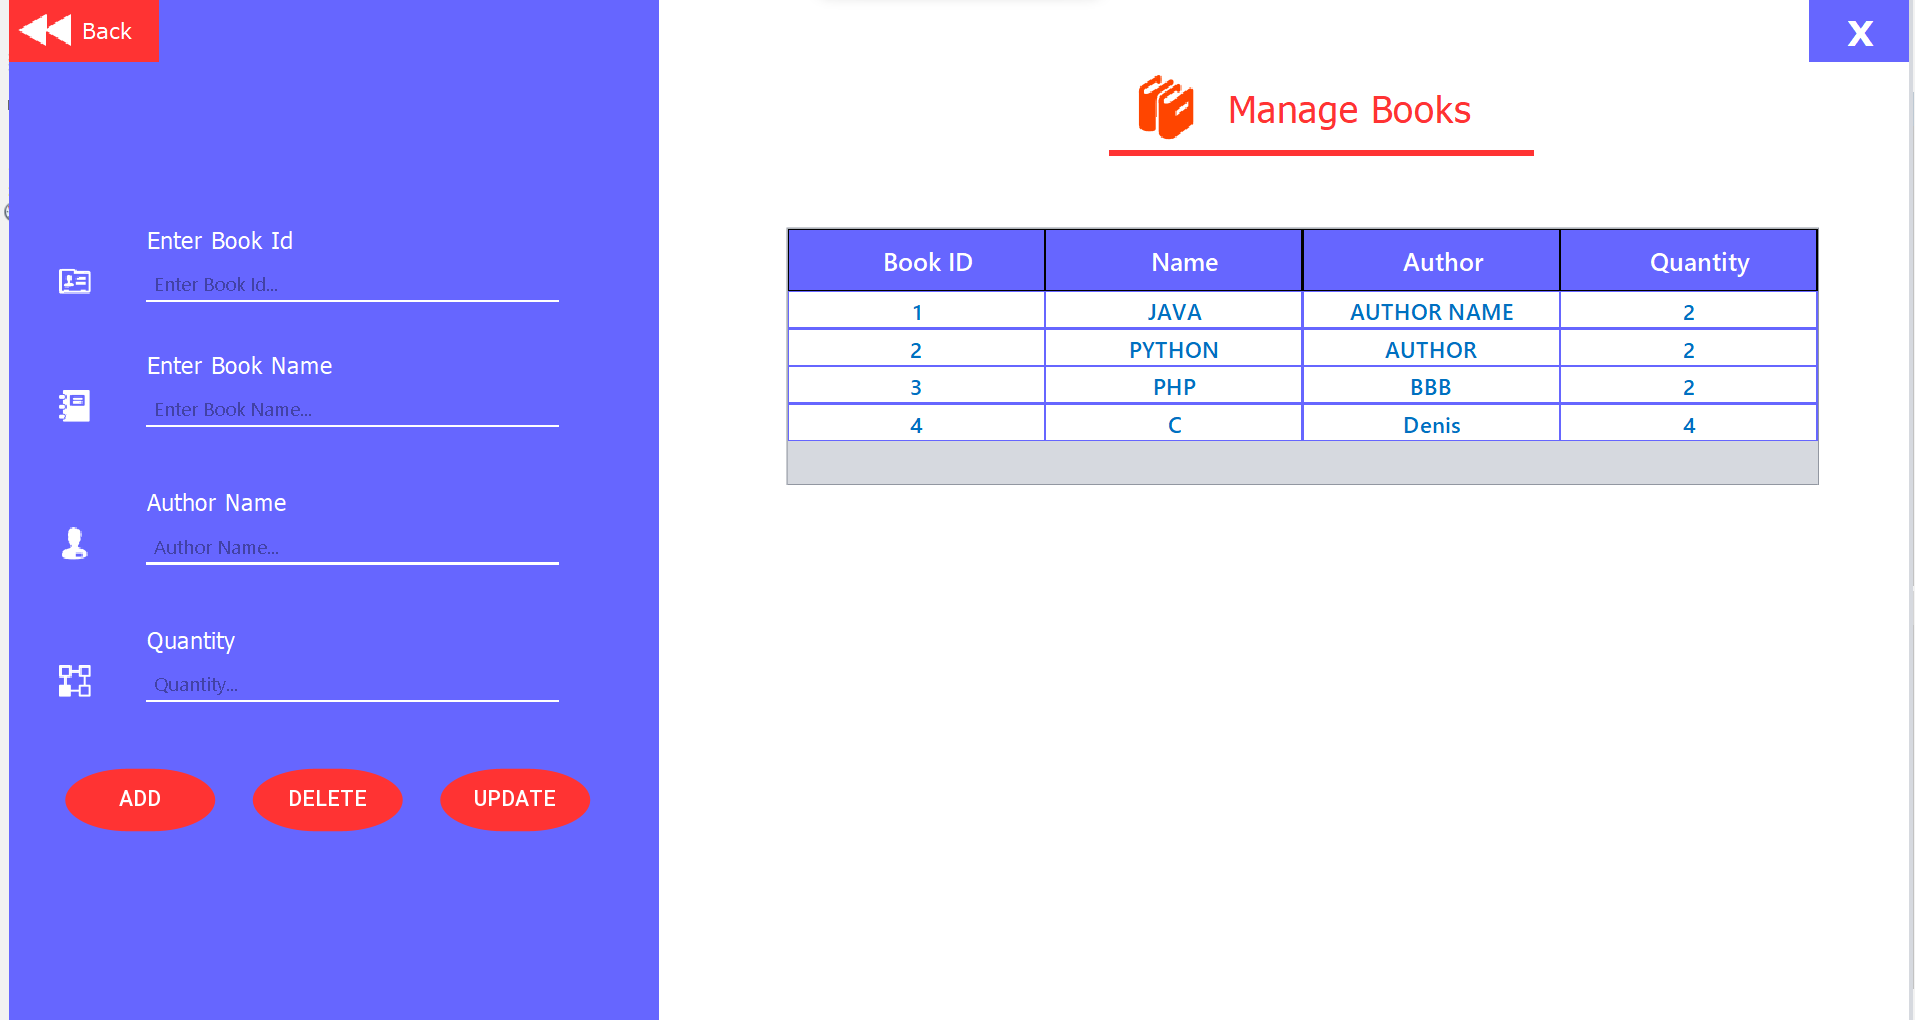 Back
X
Manage Books
Enter Book Id
Enter Book Id...
Enter Book Name
Enter Book Name...
Author Name
Author Name...
Quantity
Quantity...
ADD DELETE UPDATE
Book ID Name Author Quantity
1 JAVA AUTHOR NAME 2
2 PYTHON AUTHOR 2
3 PHP BBB 2
4 C Denis 4